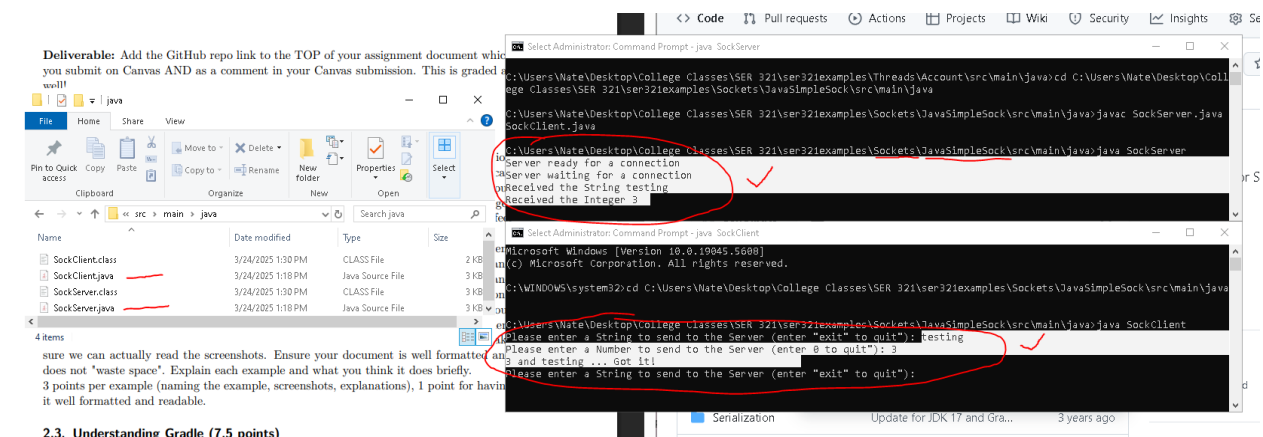 Deliverable: Add the GitHub repo link to the TOP of your assignment document whic
you submit on Canvas AND as a comment in your Canvas submission. This is graded a
well!
java
File Home Share View
Pin to Quick access
Copy
Paste
Move to
Copy to
Delete
Rename
New folder
Properties
Select
Clipboard Organize New Open
« src › main › java
Search java
Name Date modified Type Size
SockClient.class 3/24/2025 1:30 PM CLASS File 2 KB
SockClient.java 3/24/2025 1:18 PM Java Source File 3 KB
SockServer.class 3/24/2025 1:30 PM CLASS File 3 KB
SockServer.java 3/24/2025 1:18 PM Java Source File 3 KB
4 items
sure we can actually read the screenshots. Ensure your document is well formatted an
does not "waste space". Explain each example and what you think it does briefly.
3 points per example (naming the example, screenshots, explanations), 1 point for havin
it well formatted and readable.
2.3. Understanding Gradle (7.5 points)
<> Code Pull requests Actions Projects Wiki Security Insights Se
Select Administrator: Command Prompt - java SockServer
C:\Users\Nate\Desktop\College Classes\SER 321\ser321examples\Threads\Account\src\main\java>cd C:\Users\Nate\Desktop\Coll
ege Classes\SER 321\ser321examples\Sockets\JavaSimpleSock\src\main\java
C:\Users\Nate\Desktop\College Classes\SER 321\ser321examples\Sockets\JavaSimpleSock\src\main\java>javac SockServer.java
SockClient.java
C:\Users\Nate\Desktop\College Classes\SER 321\ser321examples\Sockets\JavaSimpleSock\src\main\java>java SockServer
Server ready for a connection
Server waiting for a connection
Received the String testing
Received the Integer 3
Select Administrator: Command Prompt - java SockClient
Microsoft Windows [Version 10.0.19045.5608]
(c) Microsoft Corporation. All rights reserved.
C:\WINDOWS\system32>cd C:\Users\Nate\Desktop\College Classes\SER 321\ser321examples\Sockets\JavaSimpleSock\src\main\java
C:\Users\Nate\Desktop\College Classes\SER 321\ser321examples\Sockets\JavaSimpleSock\src\main\java>java SockClient
Please enter a String to send to the Server (enter "exit" to quit"): testing
Please enter a Number to send to the Server (enter 0 to quit"): 3
3 and testing ... Got it!
Please enter a String to send to the Server (enter "exit" to quit"):
Serialization Update for JDK 17 and Gra... 3 years ago